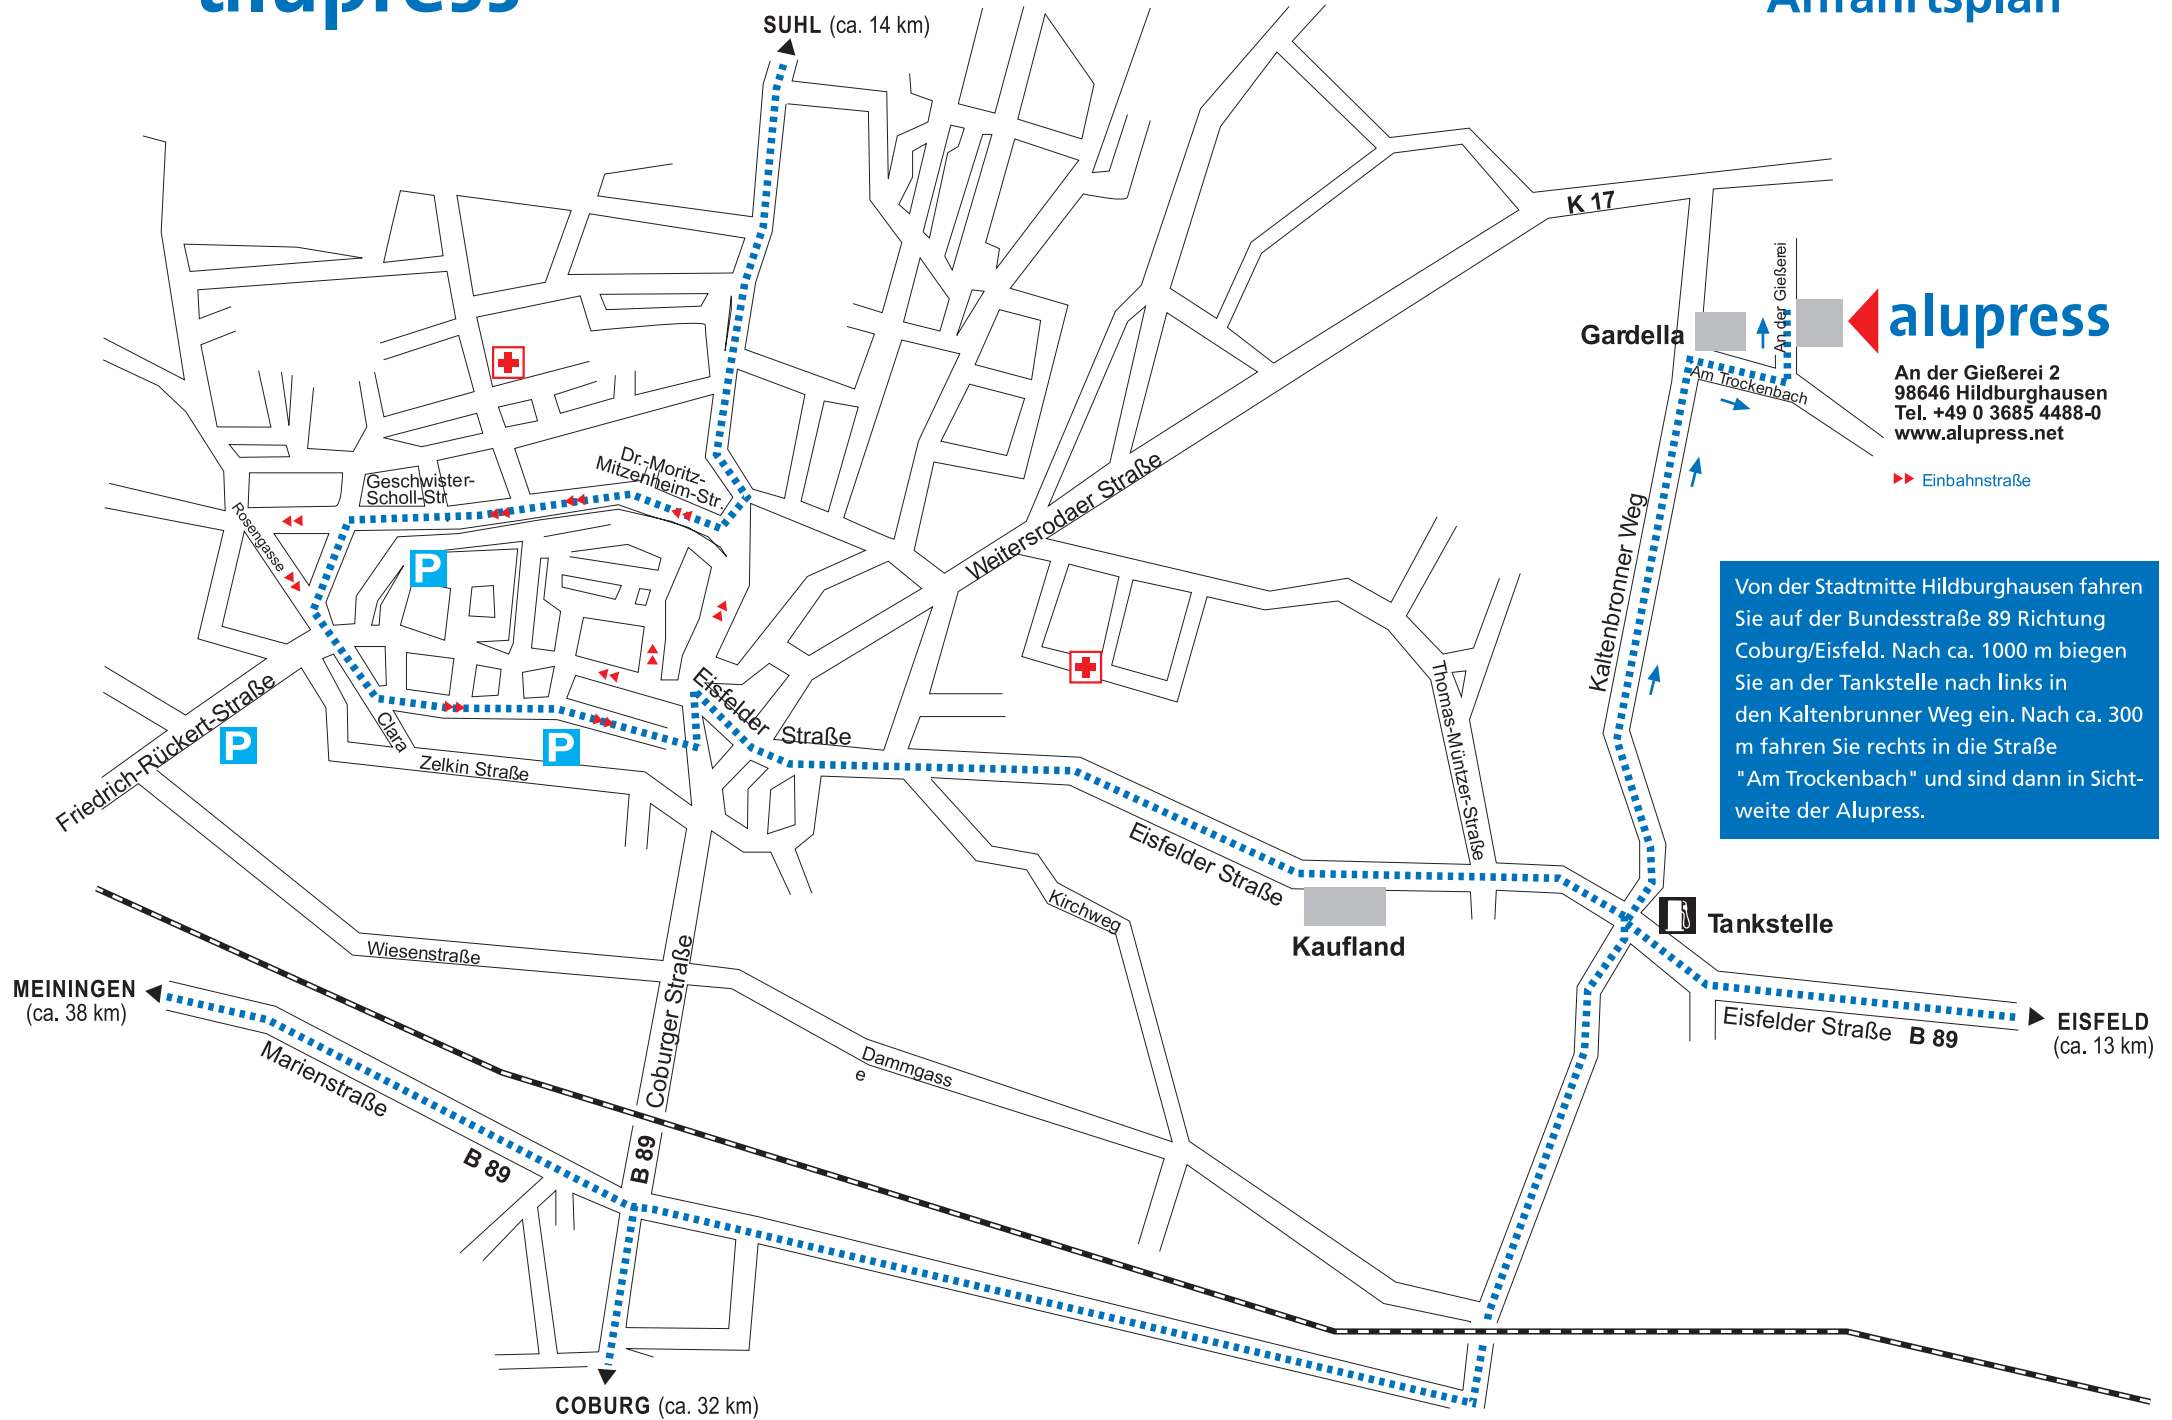 alupress
Anfahrtsplan
SUHL (ca. 14 km)
K 17
An der Gießerei
Gardella
alupress
Am Trockenbach
An der Gießerei 2
98646 Hildburghausen
Tel. +49 0 3685 4488-0
www.alupress.net
Einbahnstraße
Dr.-Moritz-
Mitzenheim-Str.
Geschwister-
Scholl-Str
Rosengasse
Weitersrodaer Straße
Kaltenbronner Weg
P
Von der Stadtmitte Hildburghausen fahren
Sie auf der Bundesstraße 89 Richtung
Coburg/Eisfeld. Nach ca. 1000 m biegen
Sie an der Tankstelle nach links in
den Kaltenbrunner Weg ein. Nach ca. 300
m fahren Sie rechts in die Straße
"Am Trockenbach" und sind dann in Sicht-
weite der Alupress.
Friedrich-Rückert-Straße
P
Clara
Zelkin Straße
P
Eisfelder
Straße
Thomas-Müntzer-Straße
Eisfelder Straße
Kirchweg
Kaufland
Tankstelle
Wiesenstraße
Coburger Straße
MEININGEN
(ca. 38 km)
Marienstraße
B 89
B 89
Dammgass
e
Eisfelder Straße B 89
EISFELD
(ca. 13 km)
COBURG (ca. 32 km)